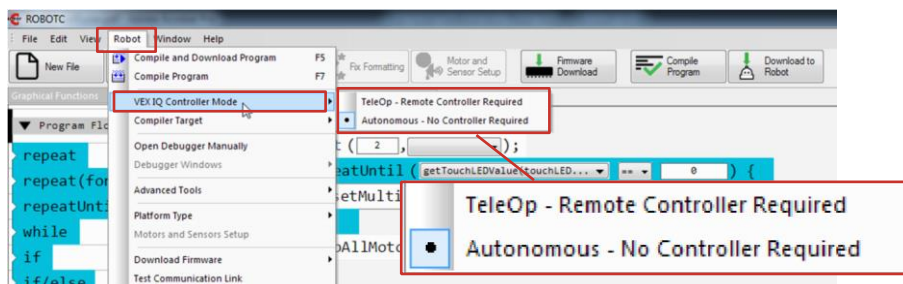 ROBOTC
File Edit View Robot Window Help
New File Fix Formatting Motor and Sensor Setup Firmware Download Compile Program Download to Robot
Graphical Functions
Compile and Download Program F5
Compile Program F7
VEX IQ Controller Mode
Compiler Target
Open Debugger Manually
Debugger Windows
Advanced Tools
Platform Type
Motors and Sensors Setup
Download Firmware
Test Communication Link
TeleOp - Remote Controller Required
Autonomous - No Controller Required
Program Flo
repeat
repeat(for
repeatUnti
while
if
if/else
( 2 , );
eatUntil ( getTouchLEDValue(touchLED... == 0 ) {
setMulti
pAllMoto
TeleOp - Remote Controller Required
Autonomous - No Controller Required